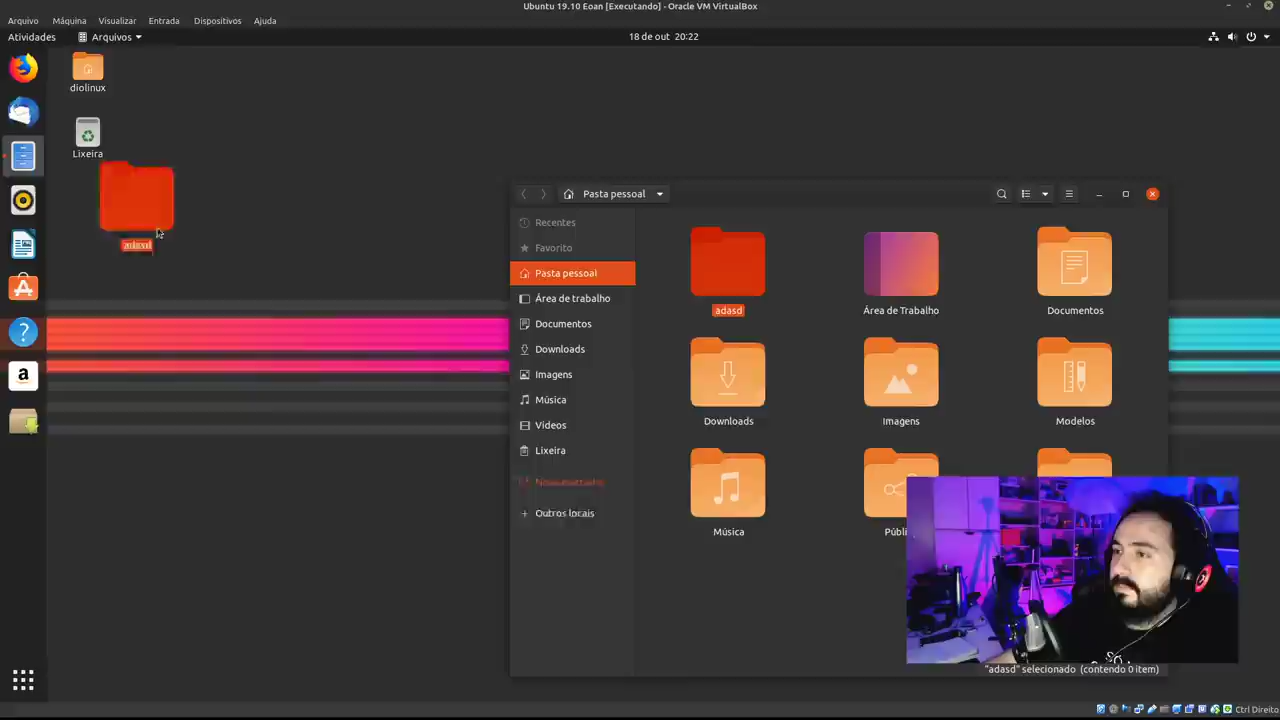 Ubuntu 19.10 Eoan [Executando] - Oracle VM VirtualBox
Arquivo Máquina Visualizar Entrada Dispositivos Ajuda
Atividades Arquivos 18 de out 20:22
diolinux
Lixeira
Pasta pessoal
Recentes
Favorito
Pasta pessoal
Área de trabalho
Documentos
Downloads
Imagens
Música
Vídeos
Lixeira
Outros locais
adasd Área de Trabalho Documentos
Downloads Imagens Modelos
Música Públi
"adasd" selecionado (contendo 0 item)
Ctrl Direito